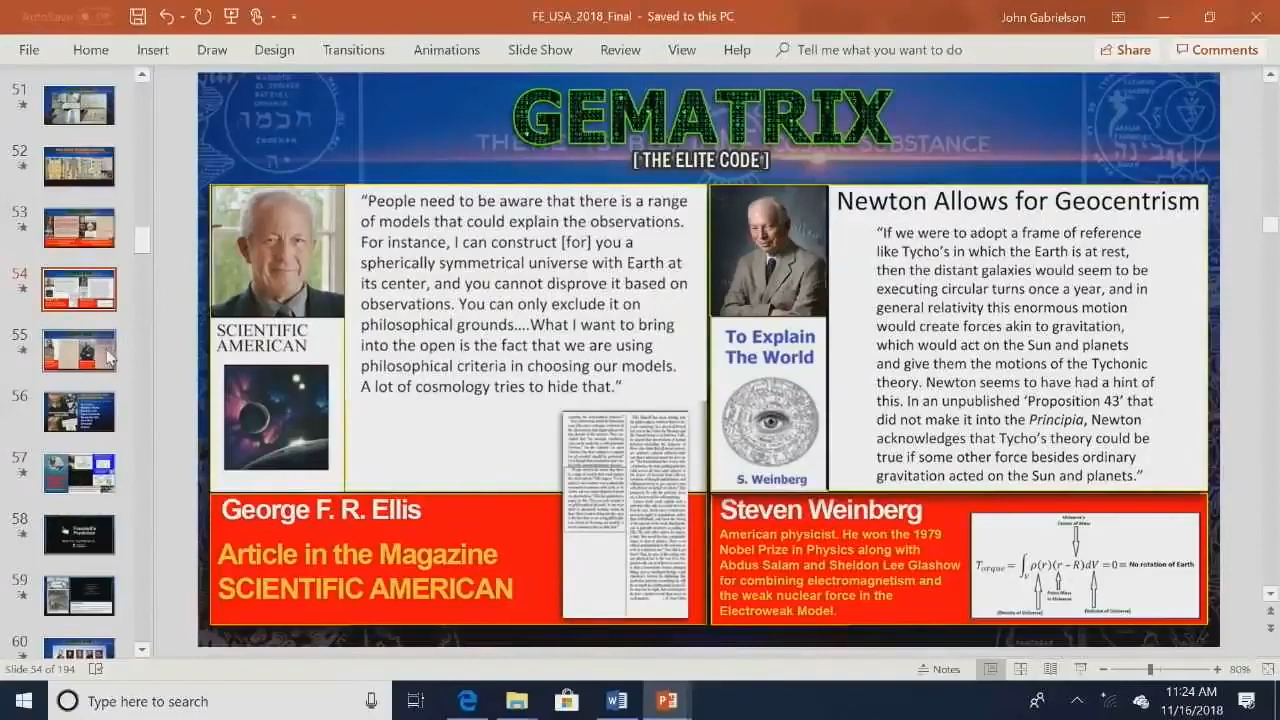 AutoSave
FE_USA_2018_Final - Saved to this PC
John Gabrielson
File Home Insert Draw Design Transitions Animations Slide Show Review View Help Tell me what you want to do Share Comments
51
52
53
54
55
56
57
58
59
60
GEMATRIX
[ THE ELITE CODE ]
SUBSTANCE
"People need to be aware that there is a range
of models that could explain the observations.
For instance, I can construct [for] you a
spherically symmetrical universe with Earth at
its center, and you cannot disprove it based on
observations. You can only exclude it on
philosophical grounds....What I want to bring
into the open is the fact that we are using
philosophical criteria in choosing our models.
A lot of cosmology tries to hide that."
SCIENTIFIC
AMERICAN
George F. R. Ellis
Article in the magazine
SCIENTIFIC AMERICAN
Newton Allows for Geocentrism
"If we were to adopt a frame of reference
like Tycho's in which the Earth is at rest,
then the distant galaxies would seem to be
executing circular turns once a year, and in
general relativity this enormous motion
would create forces akin to gravitation,
which would act on the Sun and planets
and give them the motions of the Tychonic
theory. Newton seems to have had a hint of
this. In an unpublished 'Proposition 43' that
did not make it into the Principia, Newton
acknowledges that Tycho's theory could be
true if some other force besides ordinary
gravitation acted on the Sun and planets."
To Explain
The World
S. Weinberg
Steven Weinberg
American physicist. He won the 1979
Nobel Prize in Physics along with
Abdus Salam and Sheldon Lee Glashow
for combining electromagnetism and
the weak nuclear force in the
Electroweak Model.
= No rotation of Earth
Slide 54 of 194
Notes
80%
Type here to search
11:24 AM
11/16/2018